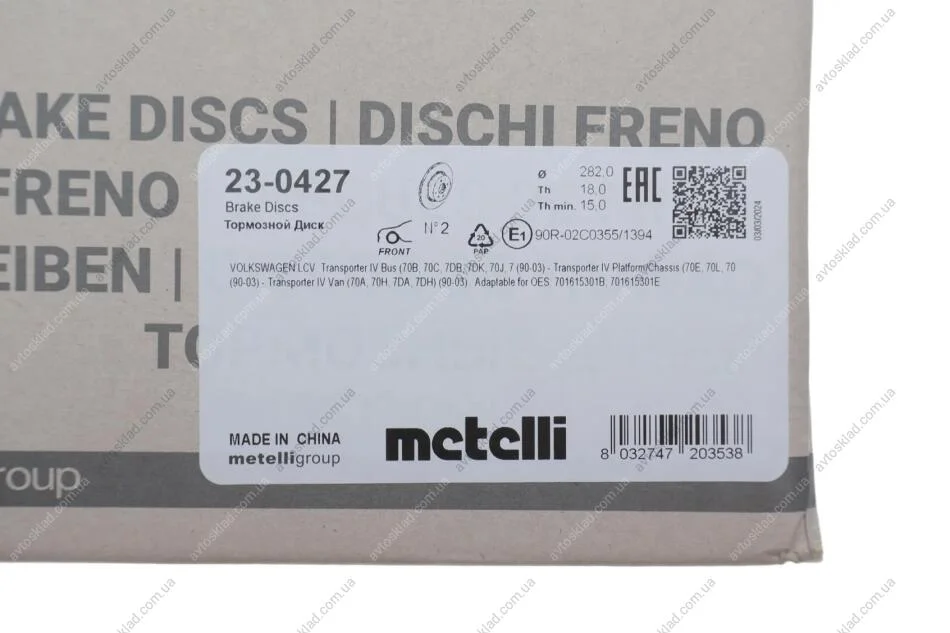 AKE DISCS | DISCHI FRENO
FRENO
EIBEN |
TO
23-0427
Brake Discs
Тормозной Диск
FRONT
N°2
20
PAP
E1
90R-02C0355/1394
Ø 282,0
Th 18,0
Th min. 15,0
EAC
03/03/2024
VOLKSWAGEN LCV Transporter IV Bus (70B, 70C, 7DB, 7DK, 70J, 7 (90-03) - Transporter IV Platform/Chassis (70E, 70L, 70
(90-03) - Transporter IV Van (70A, 70H, 7DA, 7DH) (90-03). Adaptable for OES 701615301B, 701615301E
MADE IN CHINA
metelligroup
metelli
8 032747 203538
roup
avtosklad.com.ua